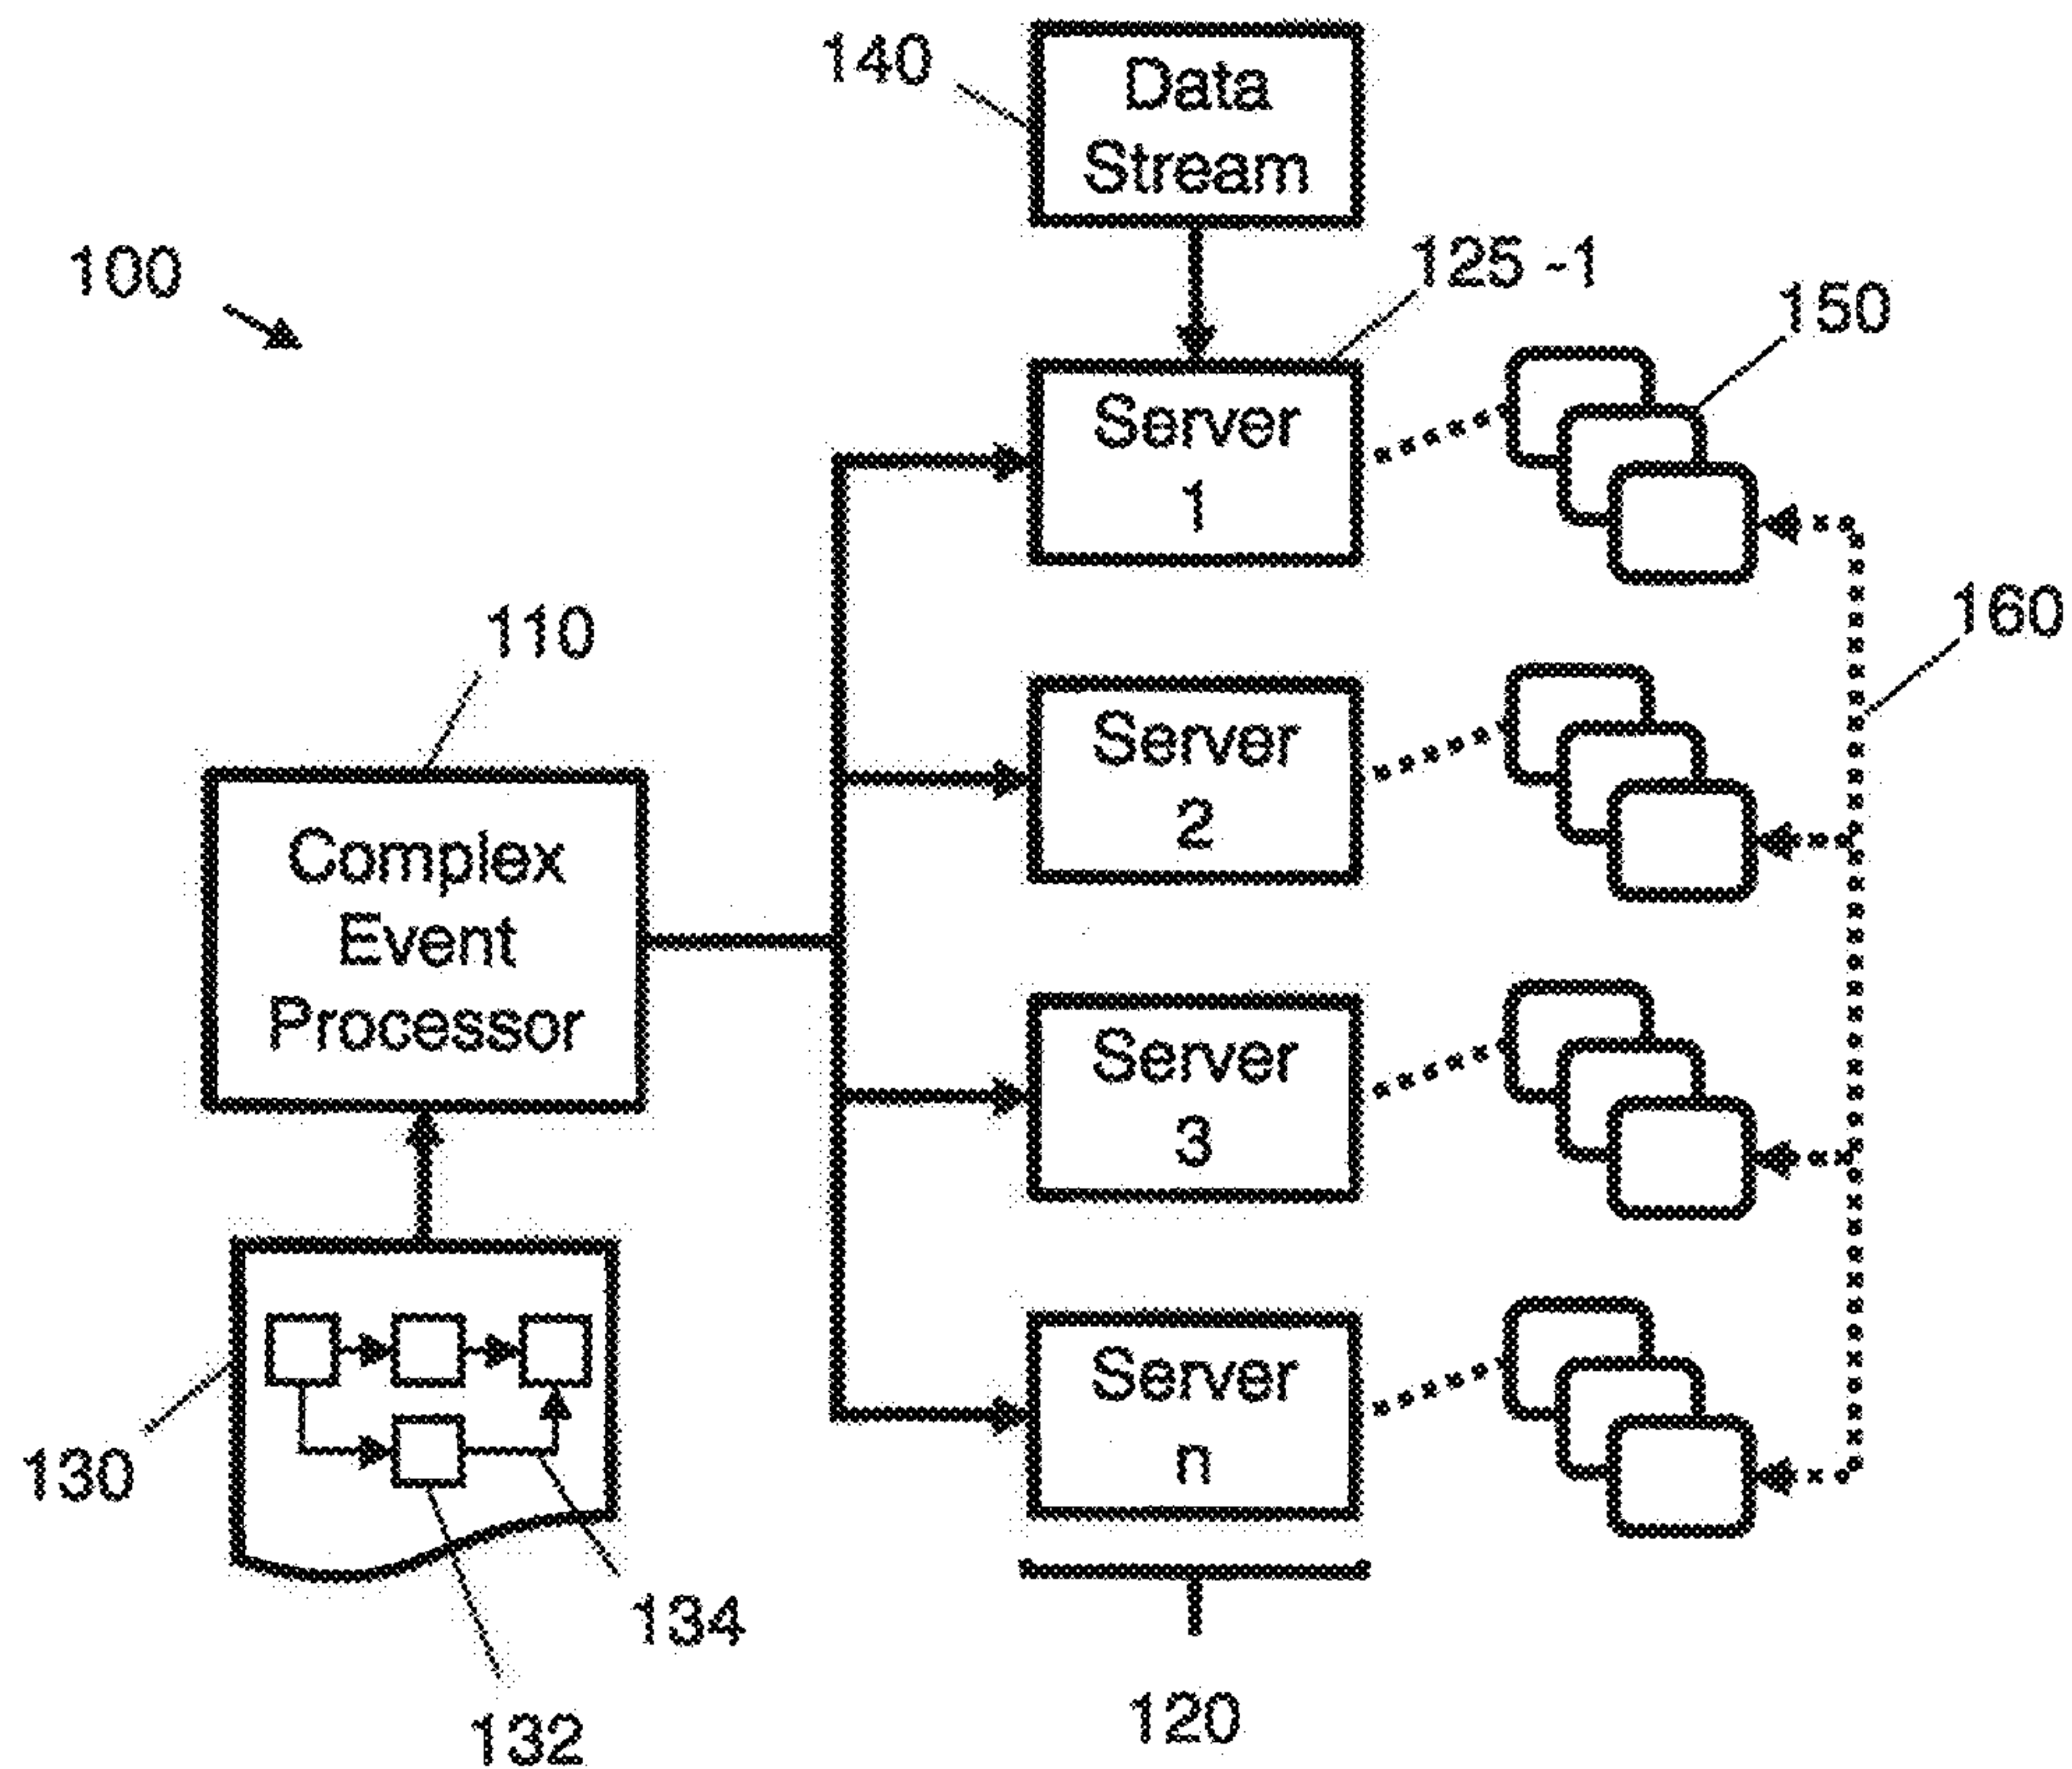 140
Data
Stream
100
125 -1
150
Server
1
160
110
Server
2
Complex
Event
Processor
Server
3
Server
n
130
134
132
120